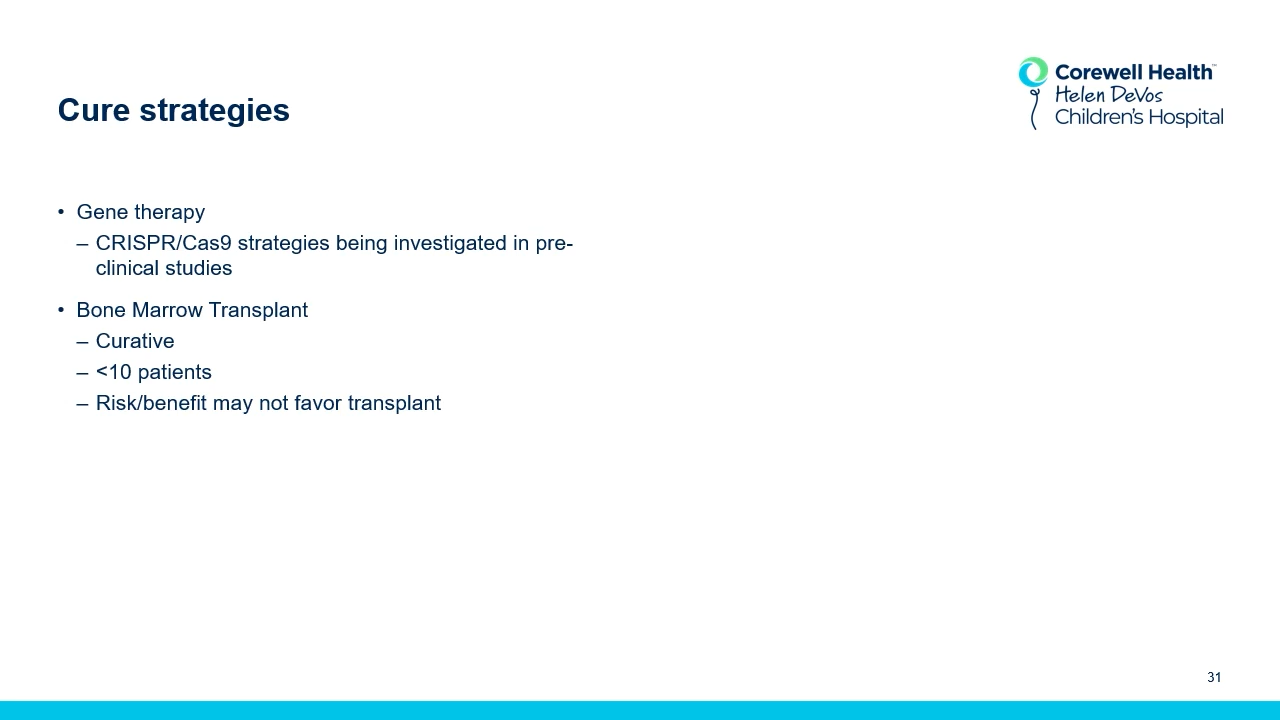 Corewell Health™
Helen DeVos
Children's Hospital
Cure strategies
• Gene therapy
– CRISPR/Cas9 strategies being investigated in pre-
clinical studies
• Bone Marrow Transplant
– Curative
– <10 patients
– Risk/benefit may not favor transplant
31